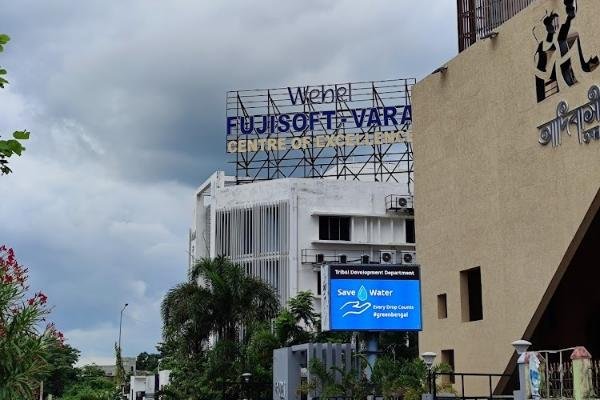 Webel
FUJISOFT-VARA
CENTRE OF EXCELLENCE
আদিবাসী
Tribal Development Department
Save Water
Every Drop Counts
#greenbengal